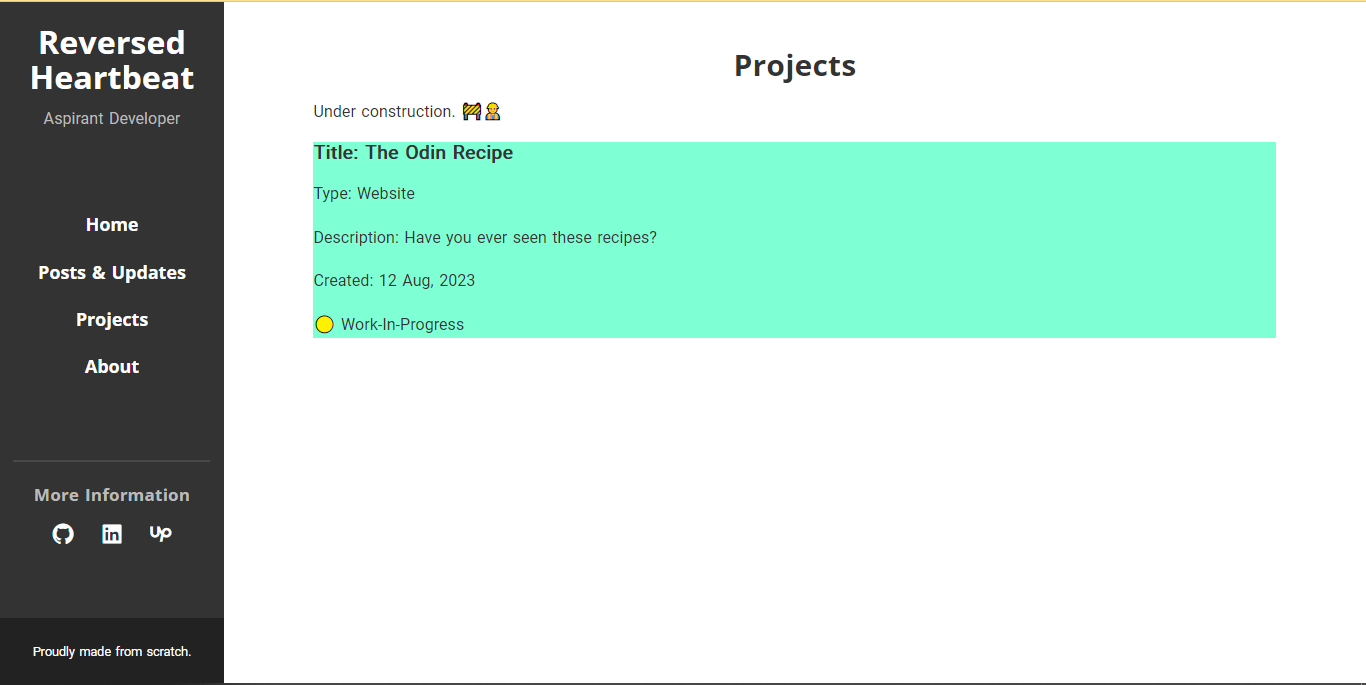 Reversed
Heartbeat
Aspirant Developer
Home
Posts & Updates
Projects
About
More Information
Up
Proudly made from scratch.
Projects
Under construction. 🚧👷
Title: The Odin Recipe
Type: Website
Description: Have you ever seen these recipes?
Created: 12 Aug, 2023
🟡 Work-In-Progress